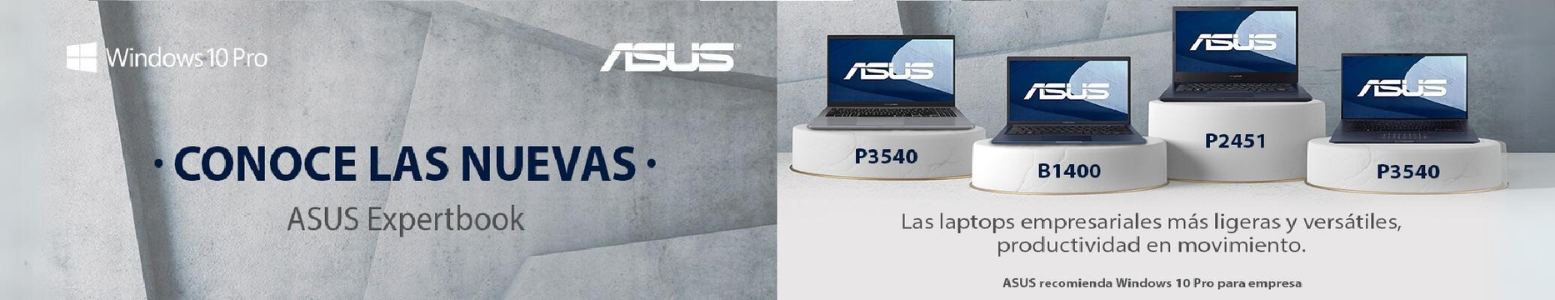 Windows 10 Pro
ASUS
· CONOCE LAS NUEVAS ·
ASUS Expertbook
ASUS
ASUS
ASUS
ASUS
P3540
B1400
P2451
P3540
Las laptops empresariales más ligeras y versátiles,
productividad en movimiento.
ASUS recomienda Windows 10 Pro para empresa